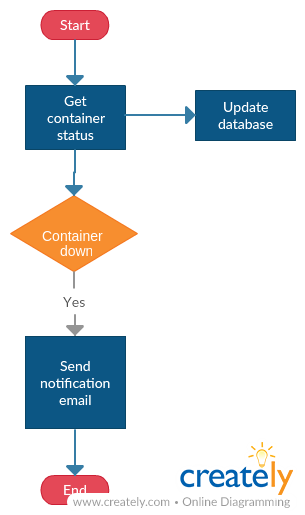 Start
Get
container
status
Update
database
Container
down
Yes
Send
notification
email
End
creately
www.creately.com • Online Diagramming